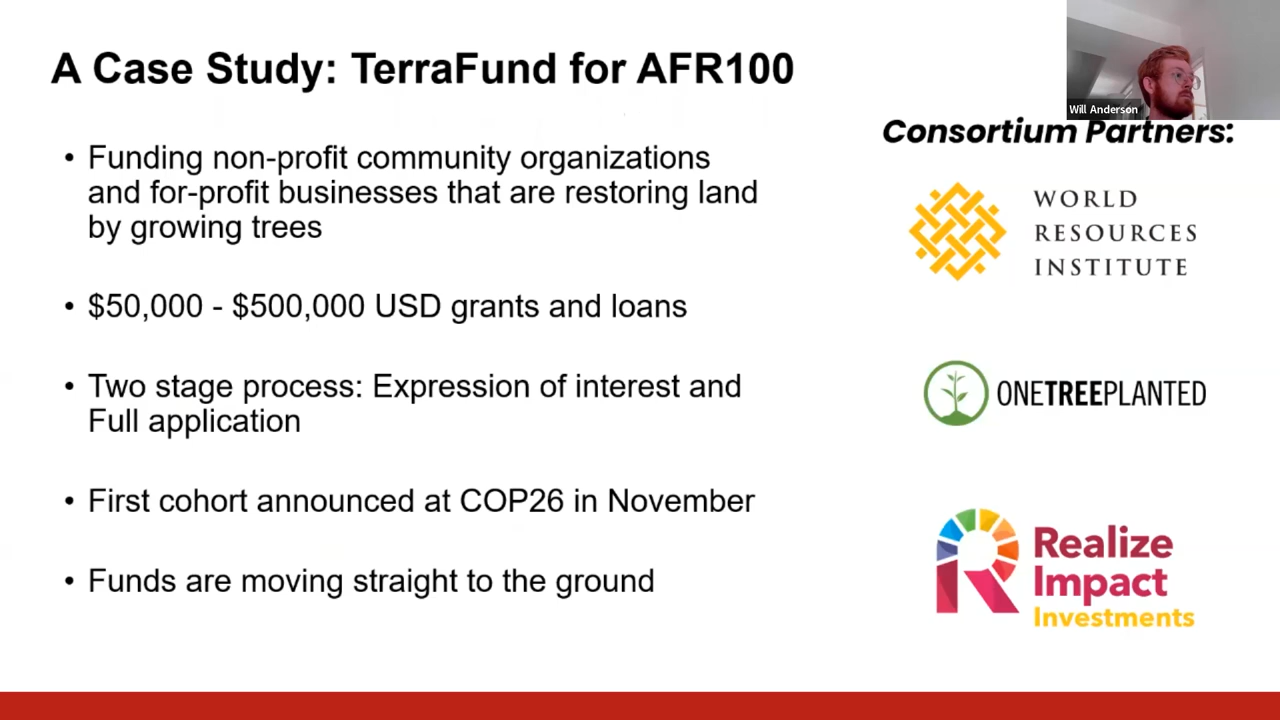 A Case Study: TerraFund for AFR100
Will Anderson
• Funding non-profit community organizations
and for-profit businesses that are restoring land
by growing trees
• $50,000 - $500,000 USD grants and loans
• Two stage process: Expression of interest and
Full application
• First cohort announced at COP26 in November
• Funds are moving straight to the ground
Consortium Partners:
WORLD
RESOURCES
INSTITUTE
ONETREEPLANTED
Realize
Impact
Investments